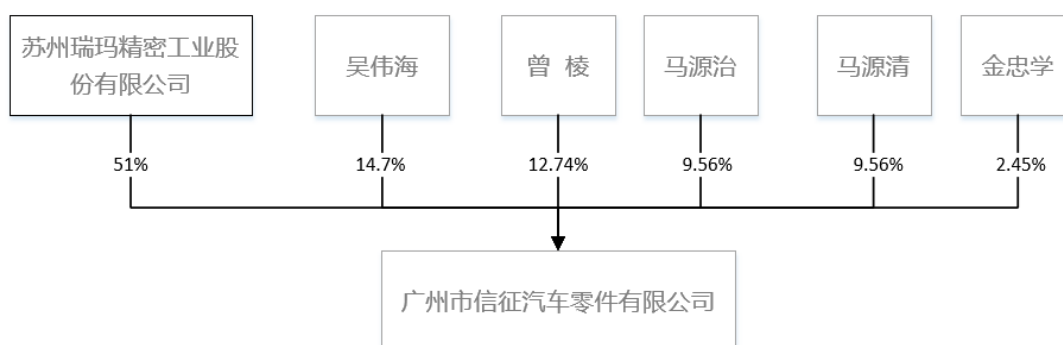 苏州瑞玛精密工业股
份有限公司
吴伟海
曾 棱
马源治
马源清
金忠学
51%
14.7%
12.74%
9.56%
9.56%
2.45%
广州市信征汽车零件有限公司